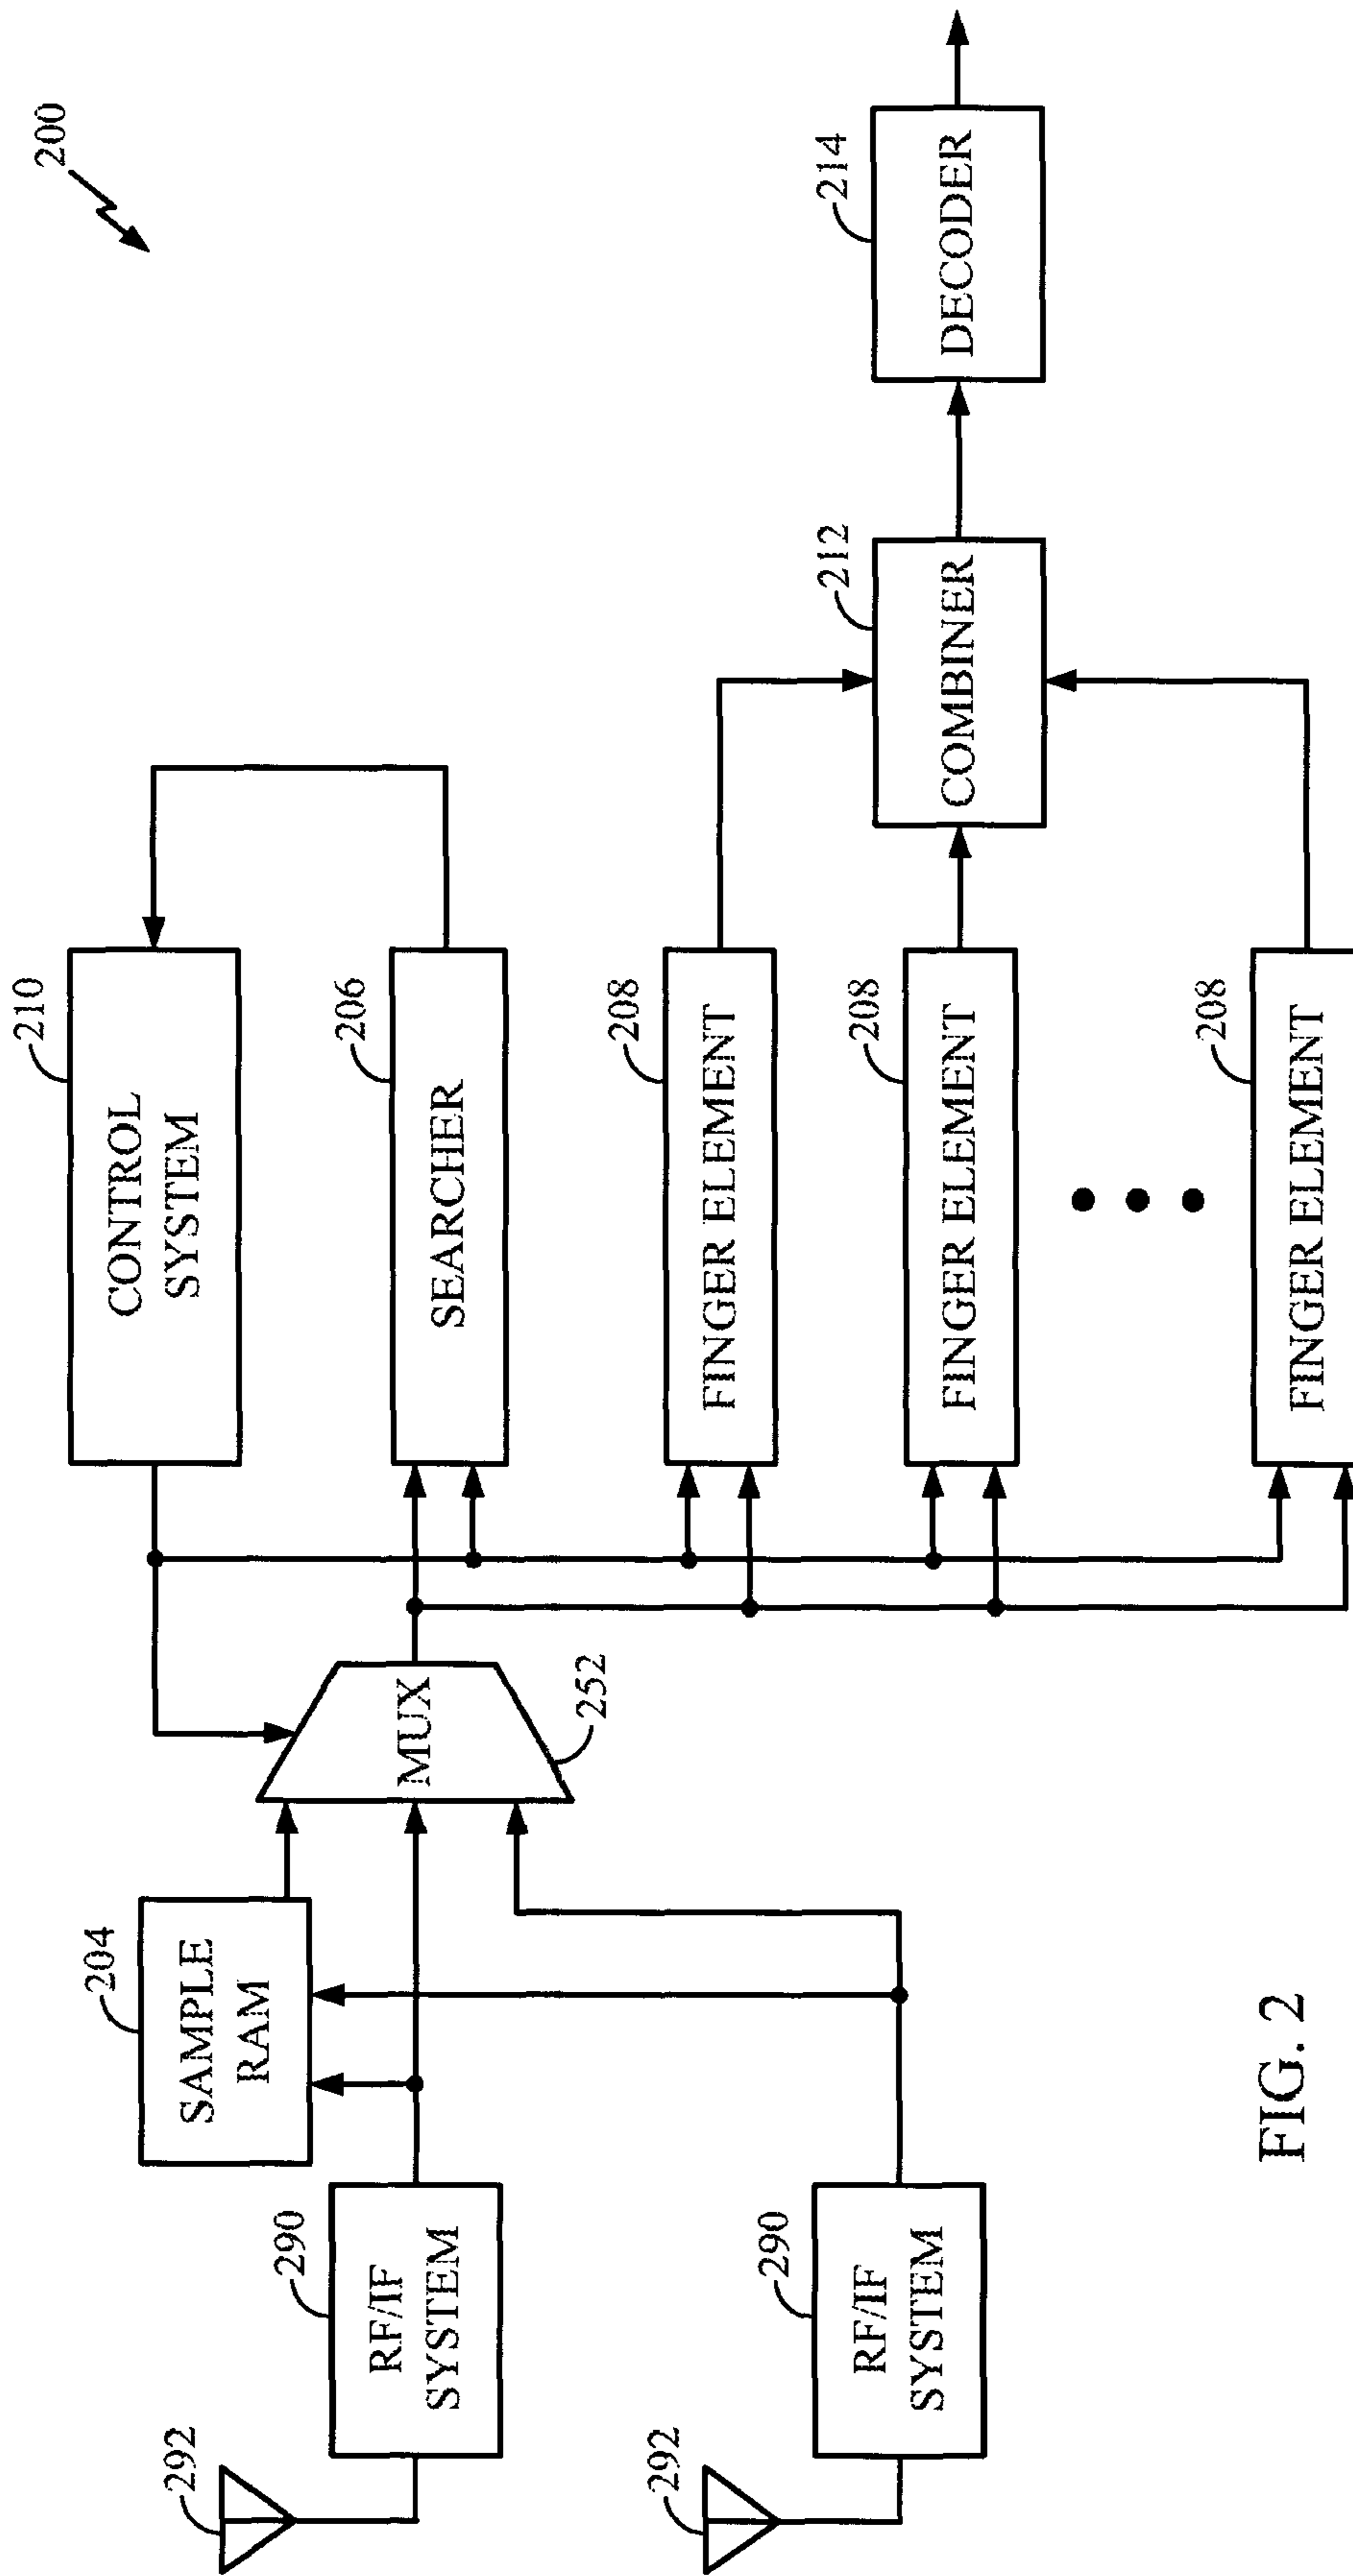 200
292
RF/IF
SYSTEM
290
292
RF/IF
SYSTEM
290
SAMPLE
RAM
204
MUX
252
CONTROL
SYSTEM
210
SEARCHER
206
FINGER ELEMENT
208
FINGER ELEMENT
208
FINGER ELEMENT
208
COMBINER
212
DECODER
214
FIG. 2